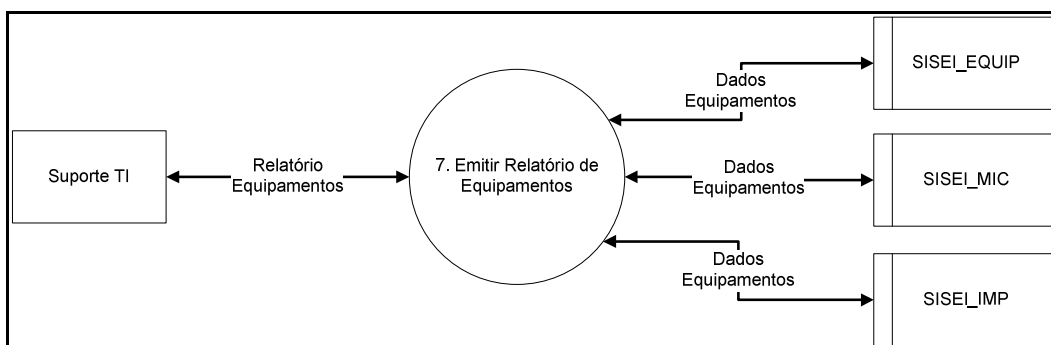 Suporte TI
Relatório
Equipamentos
7. Emitir Relatório de
Equipamentos
Dados
Equipamentos
SISEI_EQUIP
Dados
Equipamentos
SISEI_MIC
Dados
Equipamentos
SISEI_IMP